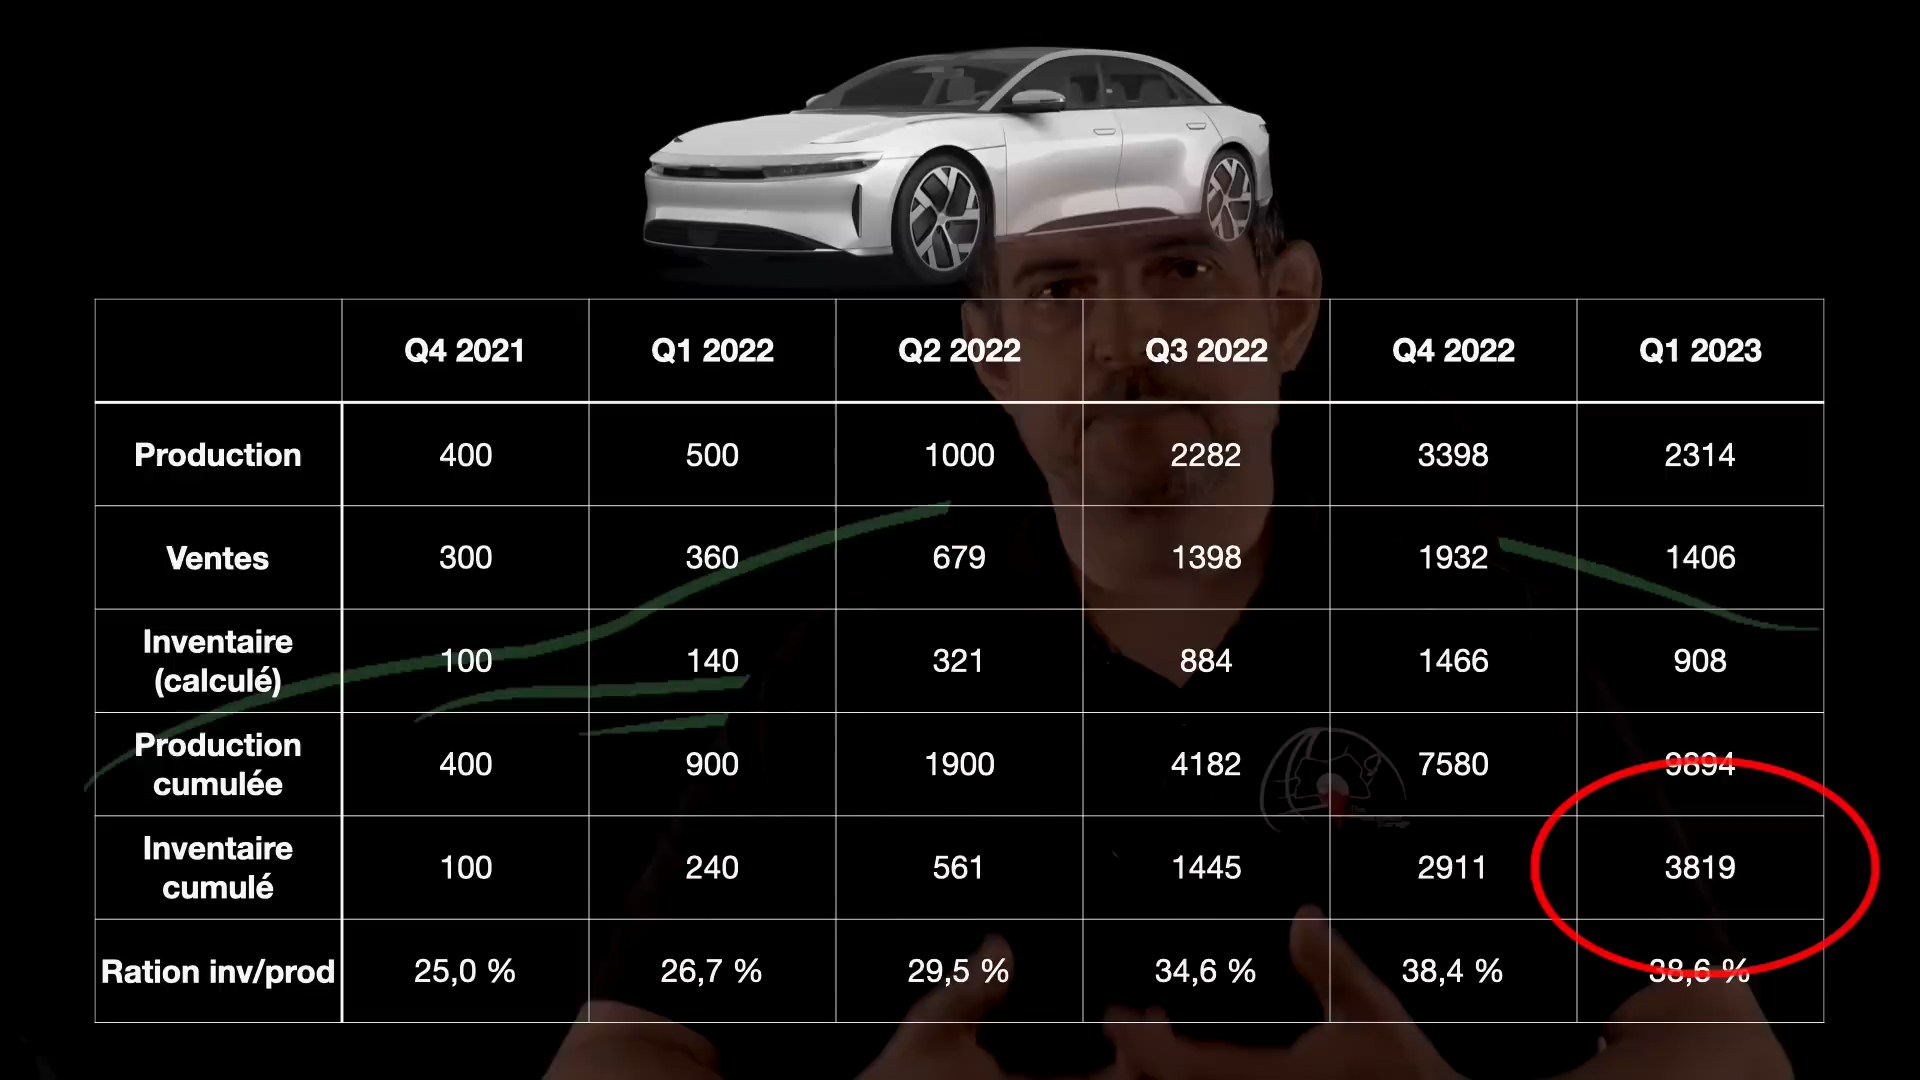 Q4 2021 Q1 2022 Q2 2022 Q3 2022 Q4 2022 Q1 2023
Production 400 500 1000 2282 3398 2314
Ventes 300 360 679 1398 1932 1406
Inventaire
(calculé) 100 140 321 884 1466 908
Production
cumulée 400 900 1900 4182 7580 9894
Inventaire
cumulé 100 240 561 1445 2911 3819
Ration inv/prod 25,0 % 26,7 % 29,5 % 34,6 % 38,4 % 38,6 %